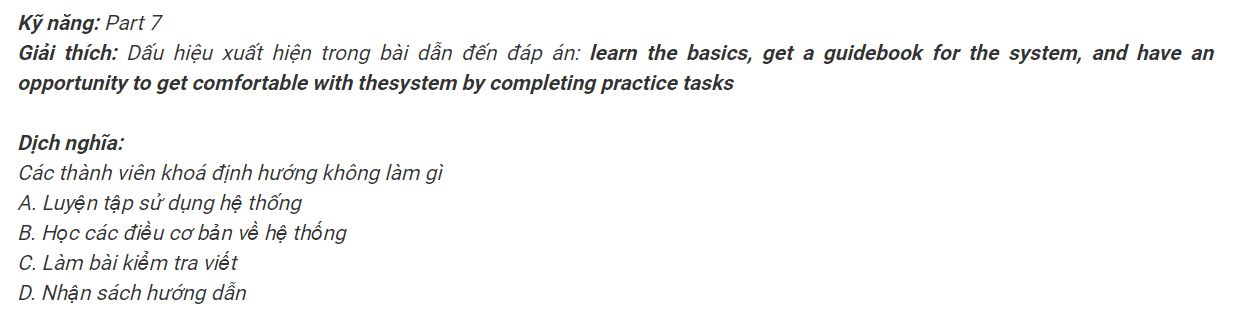 Kỹ năng: Part 7
Giải thích: Dấu hiệu xuất hiện trong bài dẫn đến đáp án: learn the basics, get a guidebook for the system, and have an
opportunity to get comfortable with thesystem by completing practice tasks
Dịch nghĩa:
Các thành viên khoá định hướng không làm gì
A. Luyện tập sử dụng hệ thống
B. Học các điều cơ bản về hệ thống
C. Làm bài kiểm tra viết
D. Nhận sách hướng dẫn